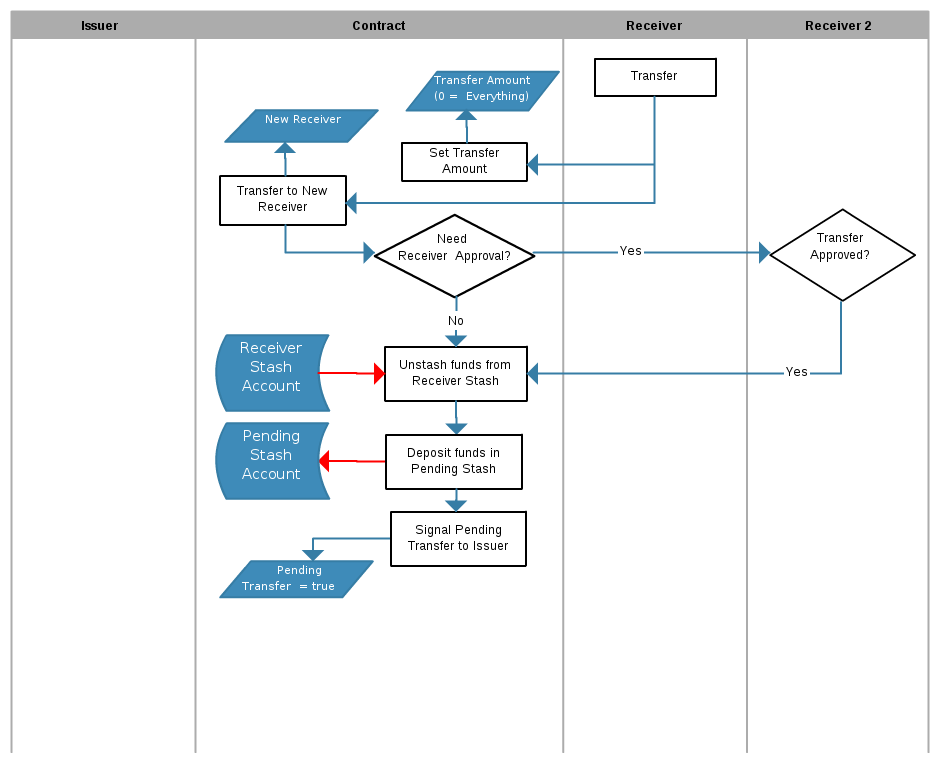 Issuer
Contract
Receiver
Receiver 2
Transfer
Transfer Amount
(0 = Everything)
New Receiver
Set Transfer
Amount
Transfer to New
Receiver
Need
Receiver Approval?
Yes
Transfer
Approved?
No
Receiver
Stash
Account
Unstash funds from
Receiver Stash
Yes
Pending
Stash
Account
Deposit funds in
Pending Stash
Signal Pending
Transfer to Issuer
Pending
Transfer = true